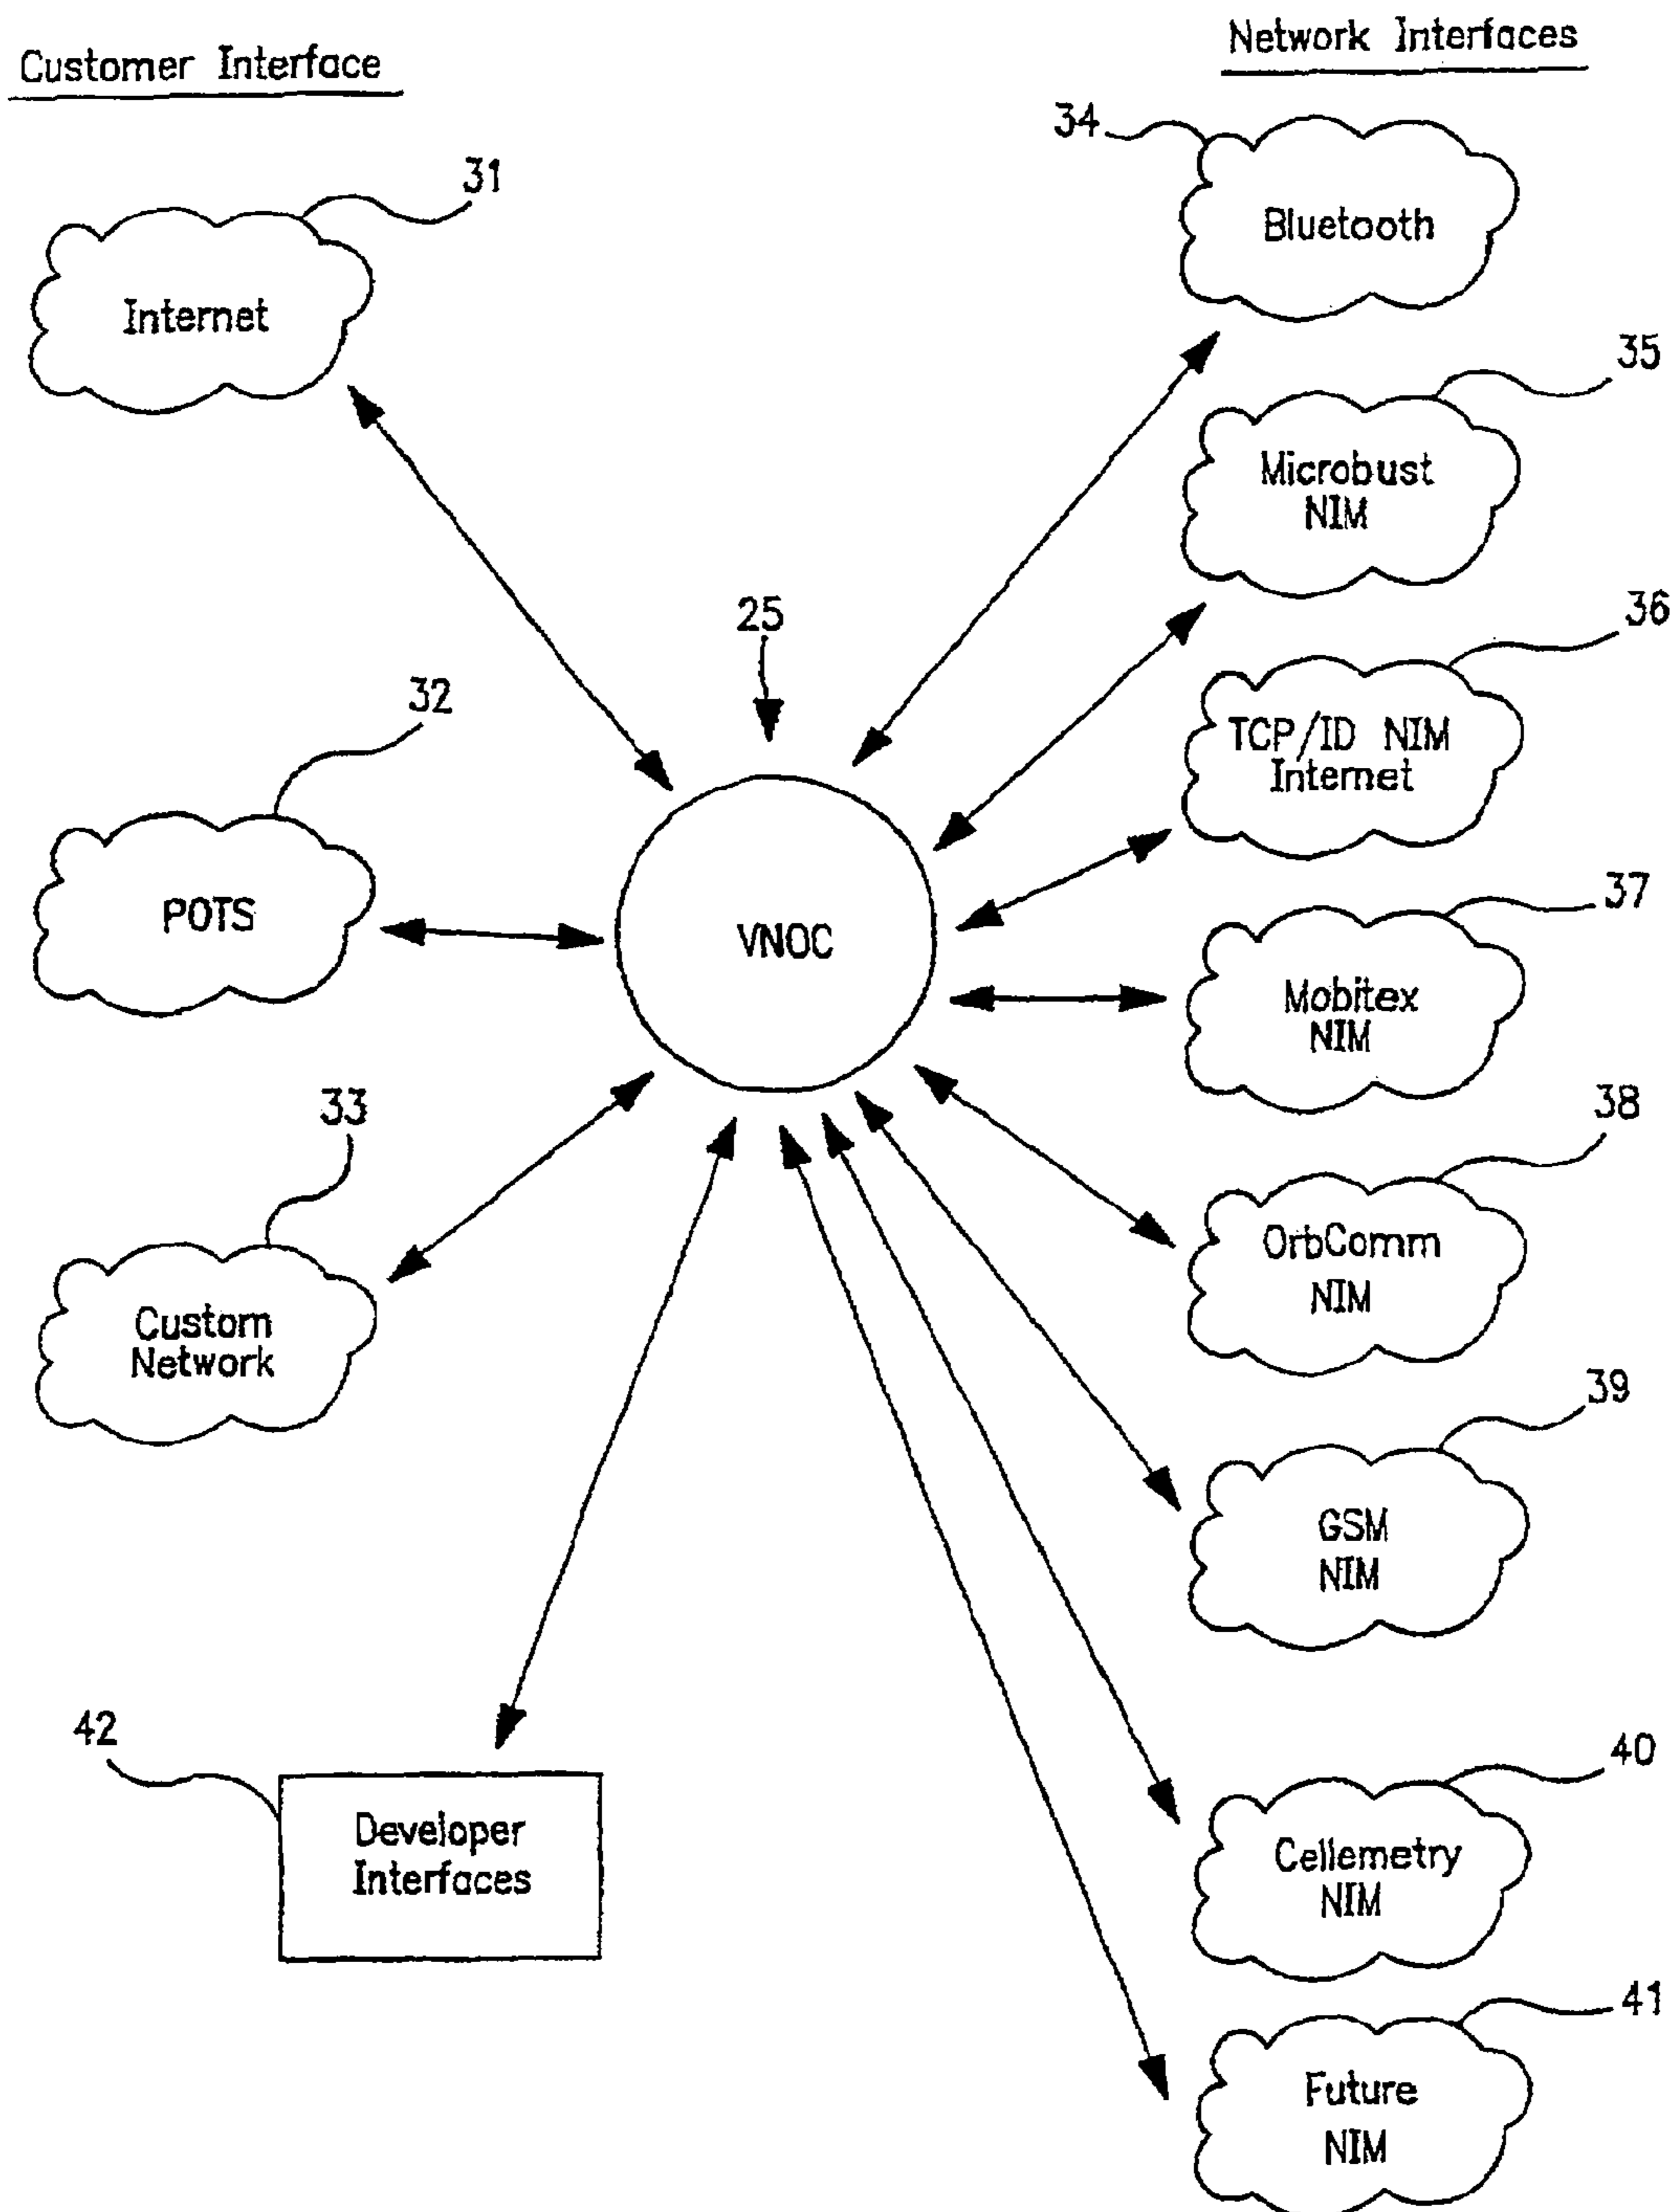 Customer Interface
Network Interfaces
34
Bluetooth
31
Internet
35
Microbust
NIM
36
TCP/ID NIM
Internet
25
32
POTS
VNOC
37
Mobitex
NIM
33
Custom
Network
38
OrbComm
NIM
39
GSM
NIM
42
Developer
Interfaces
40
Cellemetry
NIM
41
Future
NIM